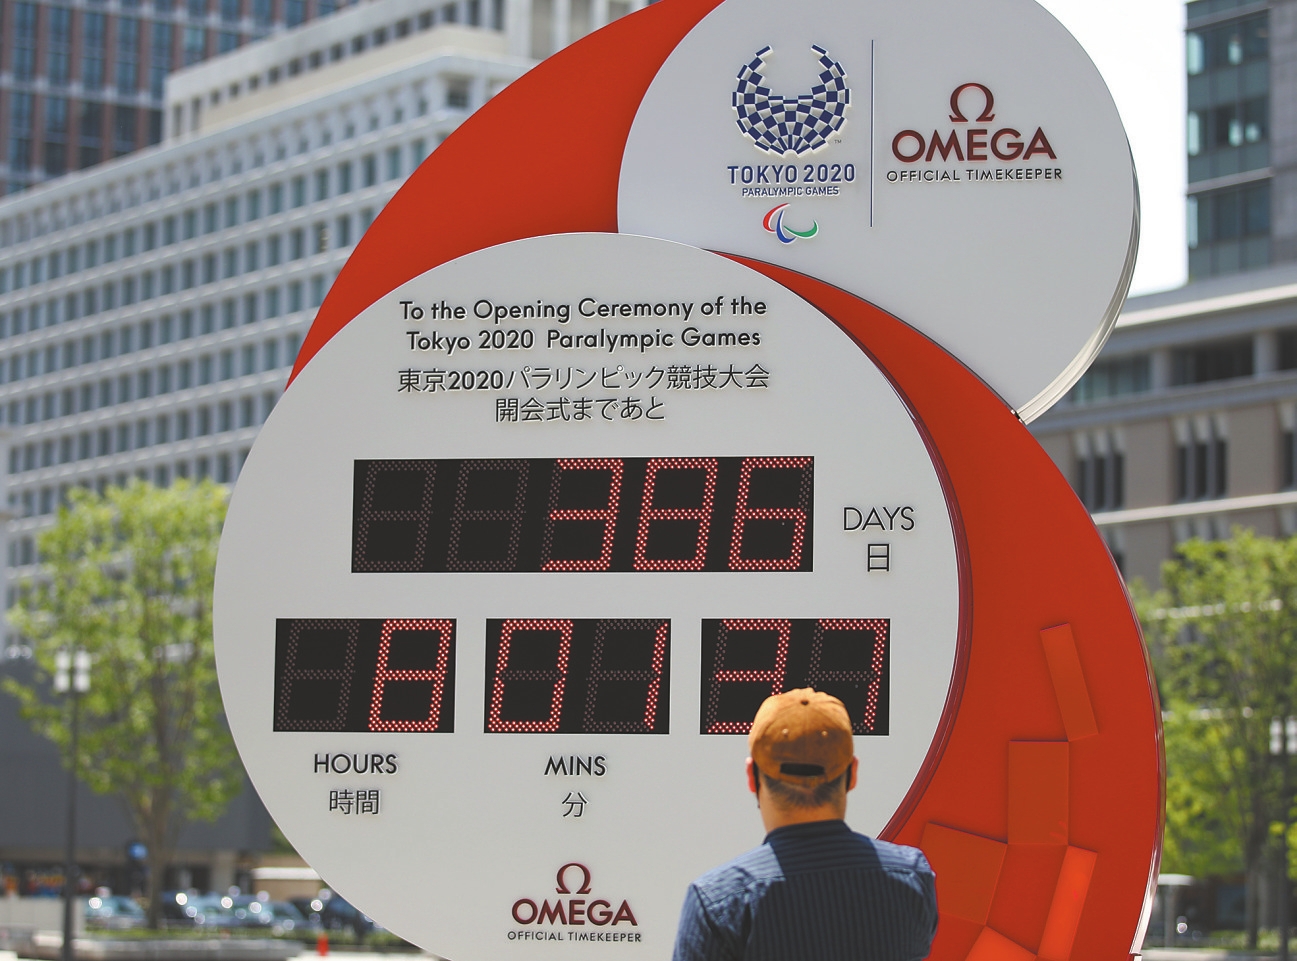 TOKYO 2020
PARALYMPIC GAMES
Ω
OMEGA
OFFICIAL TIMEKEEPER
To the Opening Ceremony of the
Tokyo 2020 Paralympic Games
東京2020パラリンピック競技大会
開会式まであと
386
DAYS
日
8 01 37
HOURS MINS
時間 分
Ω
OMEGA
OFFICIAL TIMEKEEPER